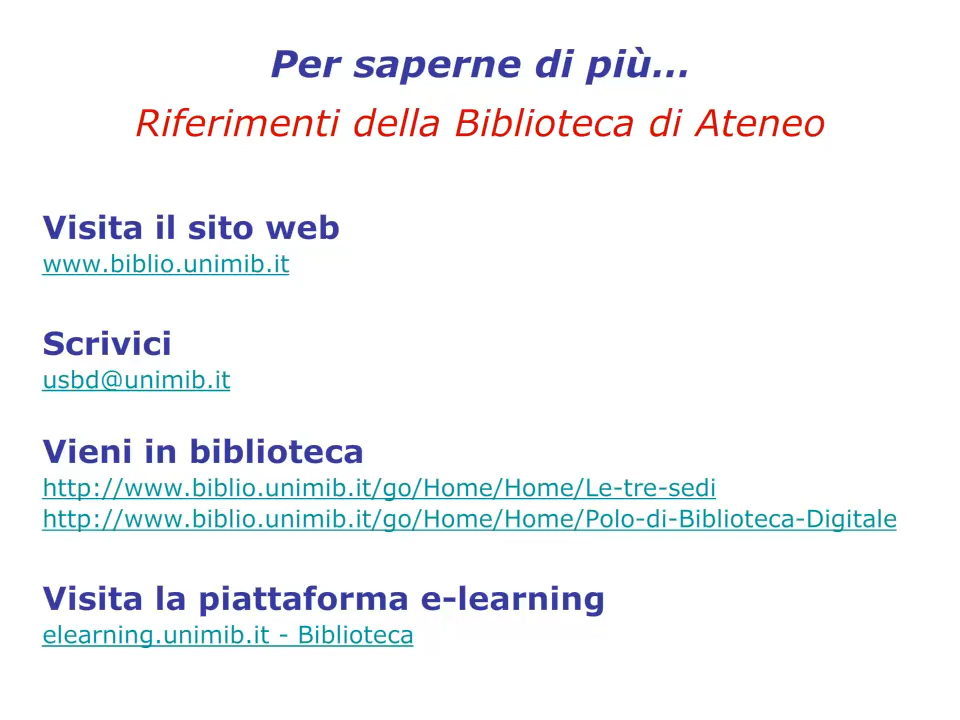 Per saperne di più…
Riferimenti della Biblioteca di Ateneo
Visita il sito web
www.biblio.unimib.it
Scrivici
usbd@unimib.it
Vieni in biblioteca
http://www.biblio.unimib.it/go/Home/Home/Le-tre-sedi
http://www.biblio.unimib.it/go/Home/Home/Polo-di-Biblioteca-Digitale
Visita la piattaforma e-learning
elearning.unimib.it - Biblioteca